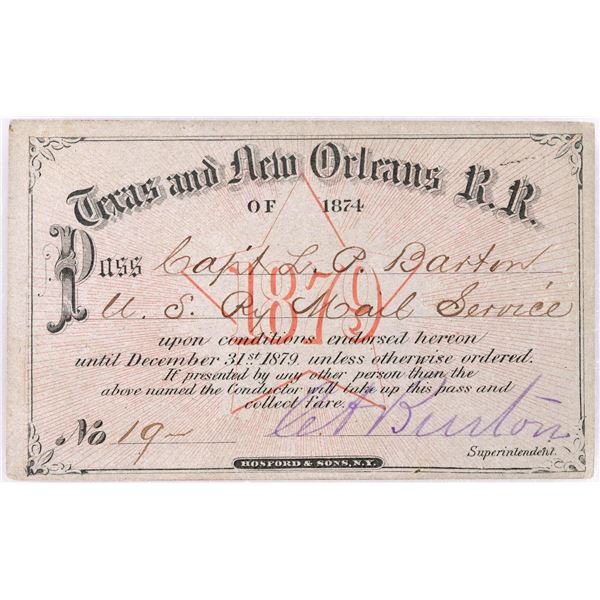 Texas and New Orleans R.R.
OF 1874
Pass Capt L. P. Barton
1879
U. S. Ry Mail Service
upon conditions endorsed hereon
until December 31st 1879, unless otherwise ordered.
If presented by any other person than the
above named the Conductor will take up this pass and
collect fare.
No 19
Burton
Superintendent.
HOSFORD & SONS, N.Y.